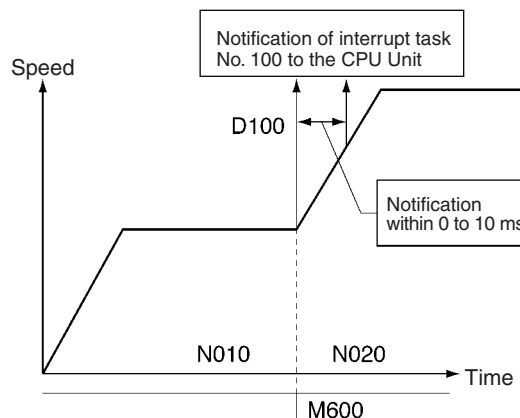 Notification of interrupt task
No. 100 to the CPU Unit
Speed
D100
Notification
within 0 to 10 ms
N010
N020
Time
M600